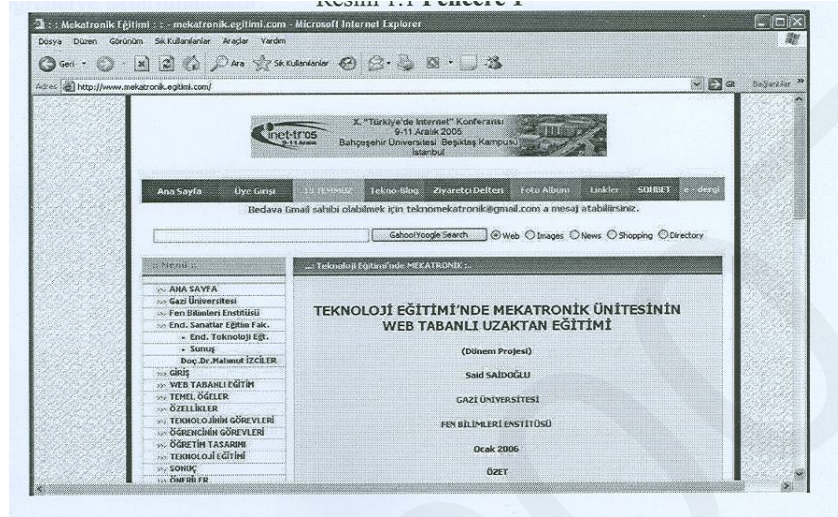 Resim 1.1 Pencere 1
: : Mekatronik Eğitimi : : - mekatronik.egitimi.com - Microsoft Internet Explorer
Dosya Düzen Görünüm Sık Kullanılanlar Araçlar Yardım
Geri Ara Sık Kullanılanlar
Adres http://www.mekatronik.egitimi.com/ Git Bağlantılar
inet-tr'05
9-11 Aralık
X. "Türkiye'de Internet" Konferansı
9-11 Aralık 2005
Bahçeşehir Üniversitesi Beşiktaş Kampusu
İstanbul
Ana Sayfa Üye Girişi 19 TEMMUZ Tekno-Blog Ziyaretçi Defteri Foto Albüm Linkler SOHBET e - dergi
Bedava Gmail sahibi olabilmek için teknomekatronik@gmail.com a mesaj atabilirsiniz.
Gahoo!Yoogle Search Web Images News Shopping Directory
:: Menü ::
..: Teknoloji Eğitimi'nde MEKATRONİK :..
>>> ANA SAYFA
>>> Gazi Üniversitesi
>>> Fen Bilimleri Enstitüsü
>>> End. Sanatlar Eğitim Fak.
End. Teknoloji Eğt.
Sunuş
Doç.Dr.Mahmut İZCİLER
>>> GİRİŞ
>>> WEB TABANLI EĞİTİM
>>> TEMEL ÖĞELER
>>> ÖZELLİKLER
>>> TEKNOLOJİNİN GÖREVLERİ
>>> ÖĞRENCİNİN GÖREVLERİ
>>> ÖĞRETİM TASARIMI
>>> TEKNOLOJİ EĞİTİMİ
>>> SONUÇ
>>> ÖNERİLER
TEKNOLOJİ EĞİTİMİ'NDE MEKATRONİK ÜNİTESİNİN
WEB TABANLI UZAKTAN EĞİTİMİ
(Dönem Projesi)
Said SAİDOĞLU
GAZİ ÜNİVERSİTESİ
FEN BİLİMLERİ ENSTİTÜSÜ
Ocak 2006
ÖZET